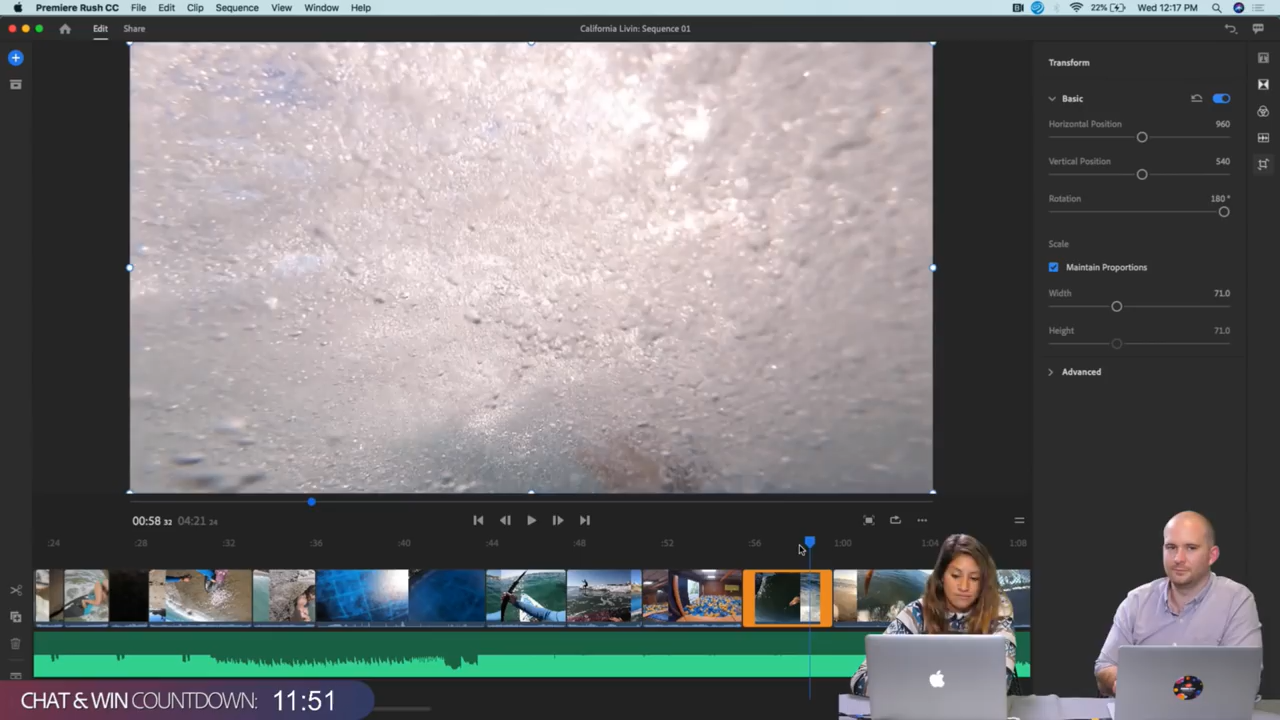 Premiere Rush CC File Edit Clip Sequence View Window Help 22% Wed 12:17 PM
Edit Share California Livin: Sequence 01
Transform
Basic
Horizontal Position 960
Vertical Position 540
Rotation 180°
Scale
Maintain Proportions
Width 71.0
Height 71.0
Advanced
00:58 32 04:21 24
:24 :28 :32 :36 :40 :44 :48 :52 :56 1:00 1:04 1:08
CHAT & WIN COUNTDOWN: 11:51